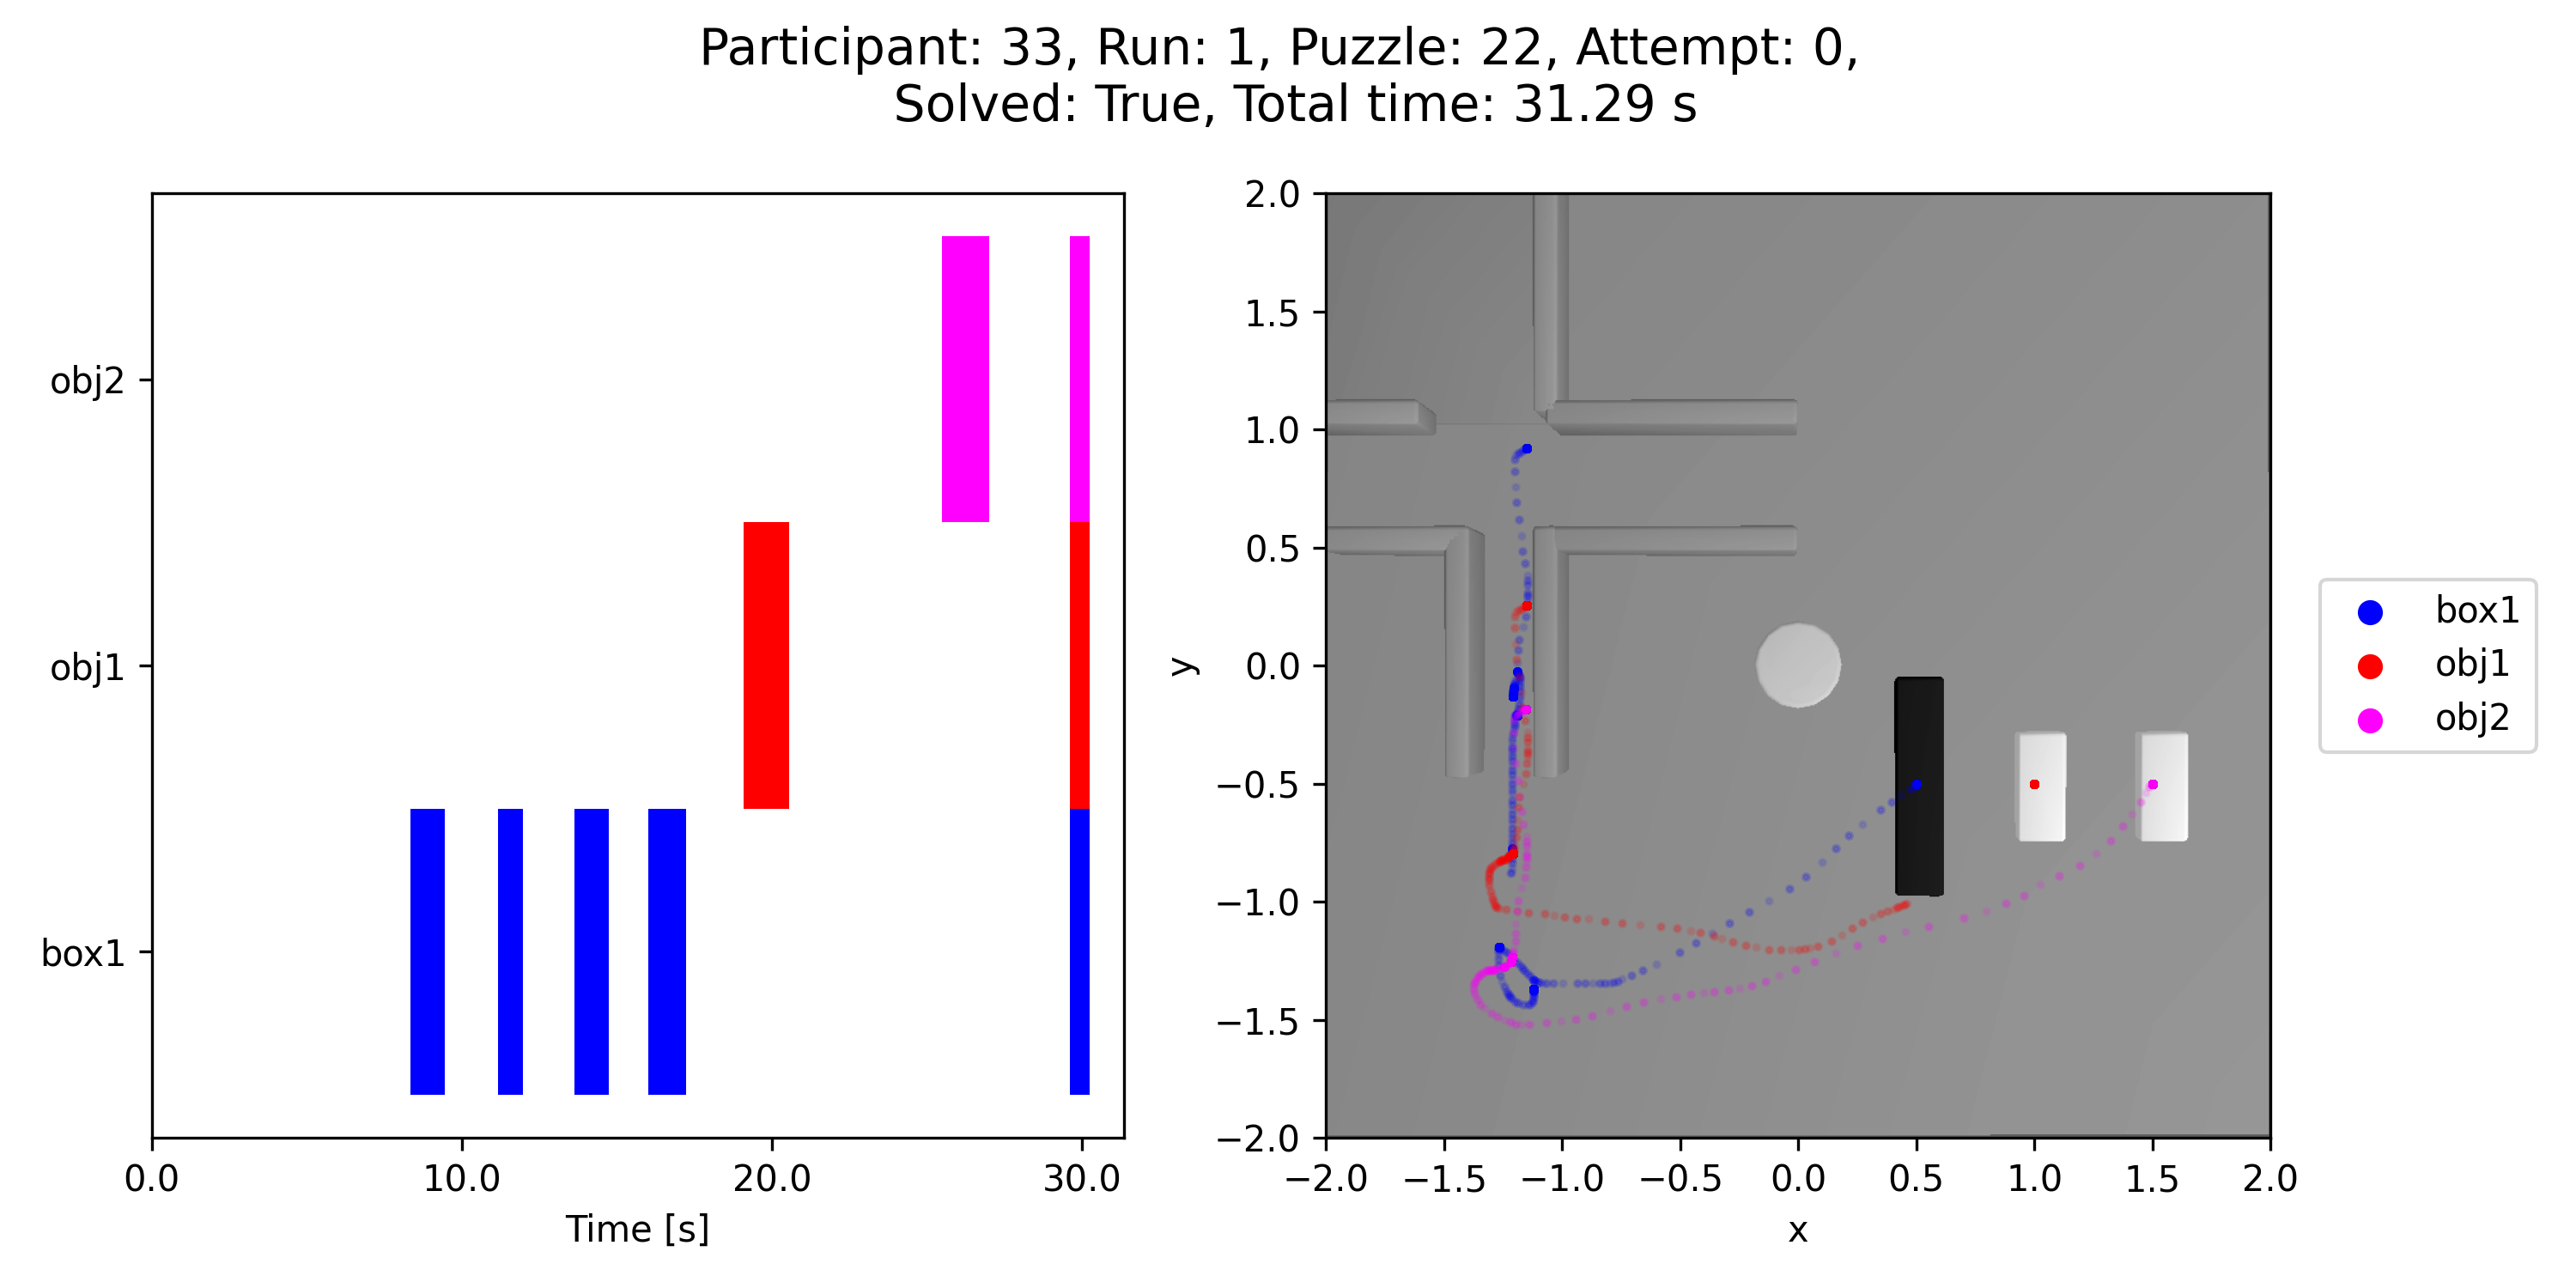 Participant: 33, Run: 1, Puzzle: 22, Attempt: 0,
Solved: True, Total time: 31.29 s
obj2
obj1
box1
0.0 10.0 20.0 30.0
Time [s]
2.0
1.5
1.0
0.5
0.0
−0.5
−1.0
−1.5
−2.0
y
−2.0 −1.5 −1.0 −0.5 0.0 0.5 1.0 1.5 2.0
x
box1
obj1
obj2